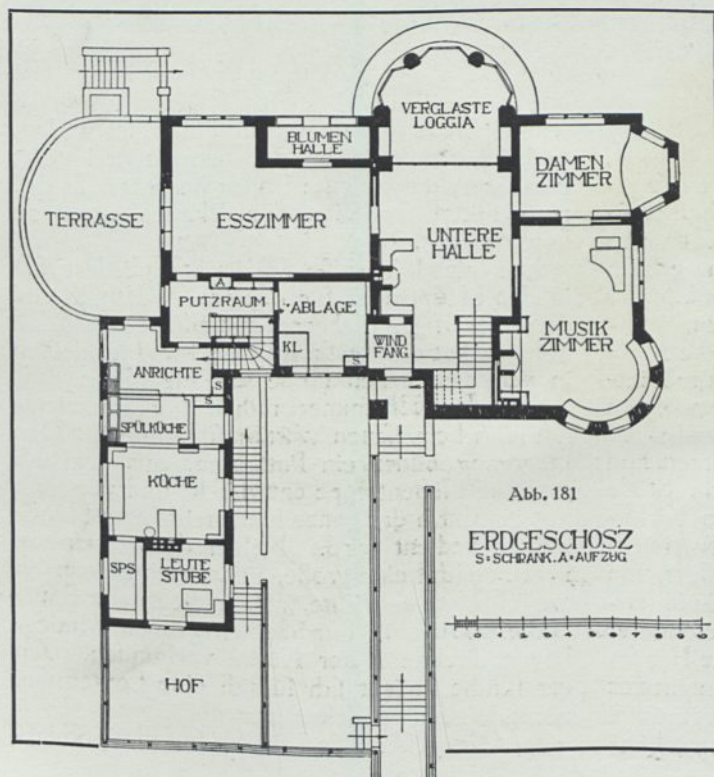 VERGLASTE
LOGGIA
BLUMEN
HALLE
DAMEN
ZIMMER
TERRASSE
ESSZIMMER
UNTERE
HALLE
A
PUTZRAUM
ABLAGE
MUSIK
ZIMMER
WIND
FANG
KL
S
ANRICHTE
S
S
SPÜLKÜCHE
KÜCHE
Abb. 181
ERDGESCHOSZ
S=SCHRANK. A=AUFZUG
SPS
LEUTE
STUBE
HOF